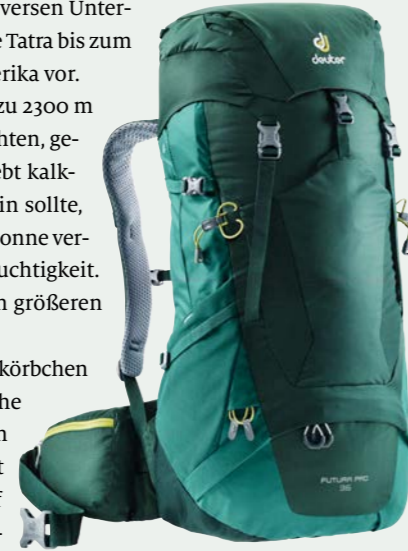 versen Unter-
e Tatra bis zum
erika vor.
zu 2300 m
hten, ge-
ebt kalk-
in sollte,
onne ver-
uchtigkeit.
n größeren
körbchen
he
n
t
f
.
deuter
FUTURA PRO
36